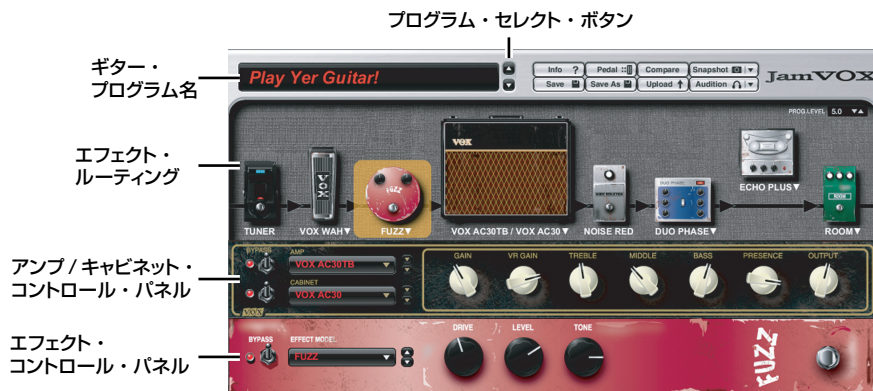 プログラム・セレクト・ボタン
ギター・
プログラム名
Play Yer Guitar!
Info ?
Pedal
Compare
Snapshot
Save
Save As
Upload
Audition
JamVOX
PROG.LEVEL 5.0
エフェクト・
ルーティング
VOX
VOX
FUZZ
DUO PHASE
ROOM
ECHO PLUS▼
TUNER
VOX WAH▼
FUZZ▼
VOX AC30TB / VOX AC30▼
NOISE RED
DUO PHASE▼
ROOM▼
アンプ / キャビネット・
コントロール・パネル
BYPASS
AMP
VOX AC30TB
CABINET
VOX AC30
VOX
GAIN
VR GAIN
TREBLE
MIDDLE
BASS
PRESENCE
OUTPUT
エフェクト・
コントロール・パネル
BYPASS
EFFECT MODEL
FUZZ
DRIVE
LEVEL
TONE
FUZZ